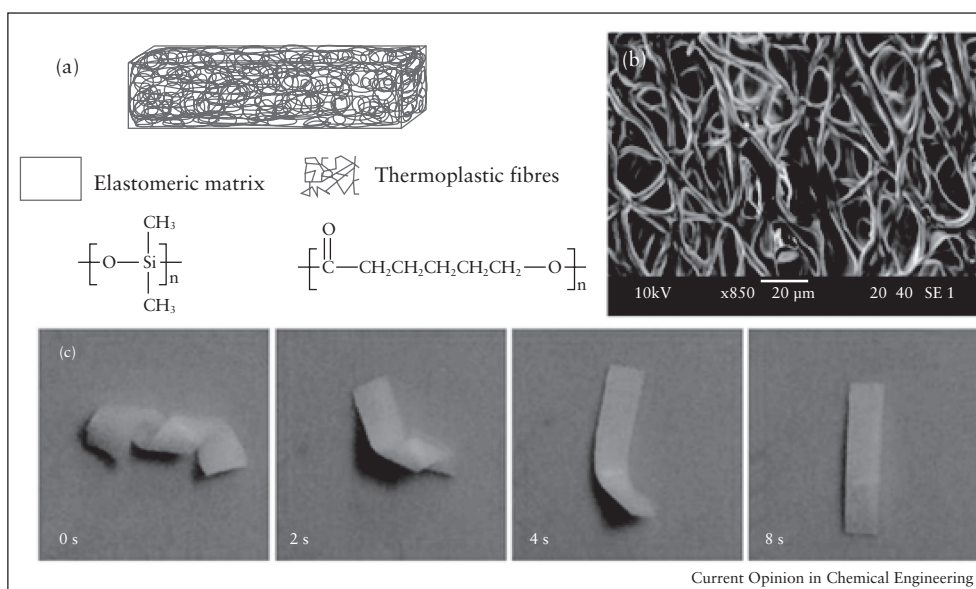 (a)
(b)
Elastomeric matrix
Thermoplastic fibres
CH3
O Si n
CH3
O
C CH2CH2CH2CH2CH2 O n
10kV x850 20 μm 20 40 SE 1
(c)
0 s
2 s
4 s
8 s
Current Opinion in Chemical Engineering